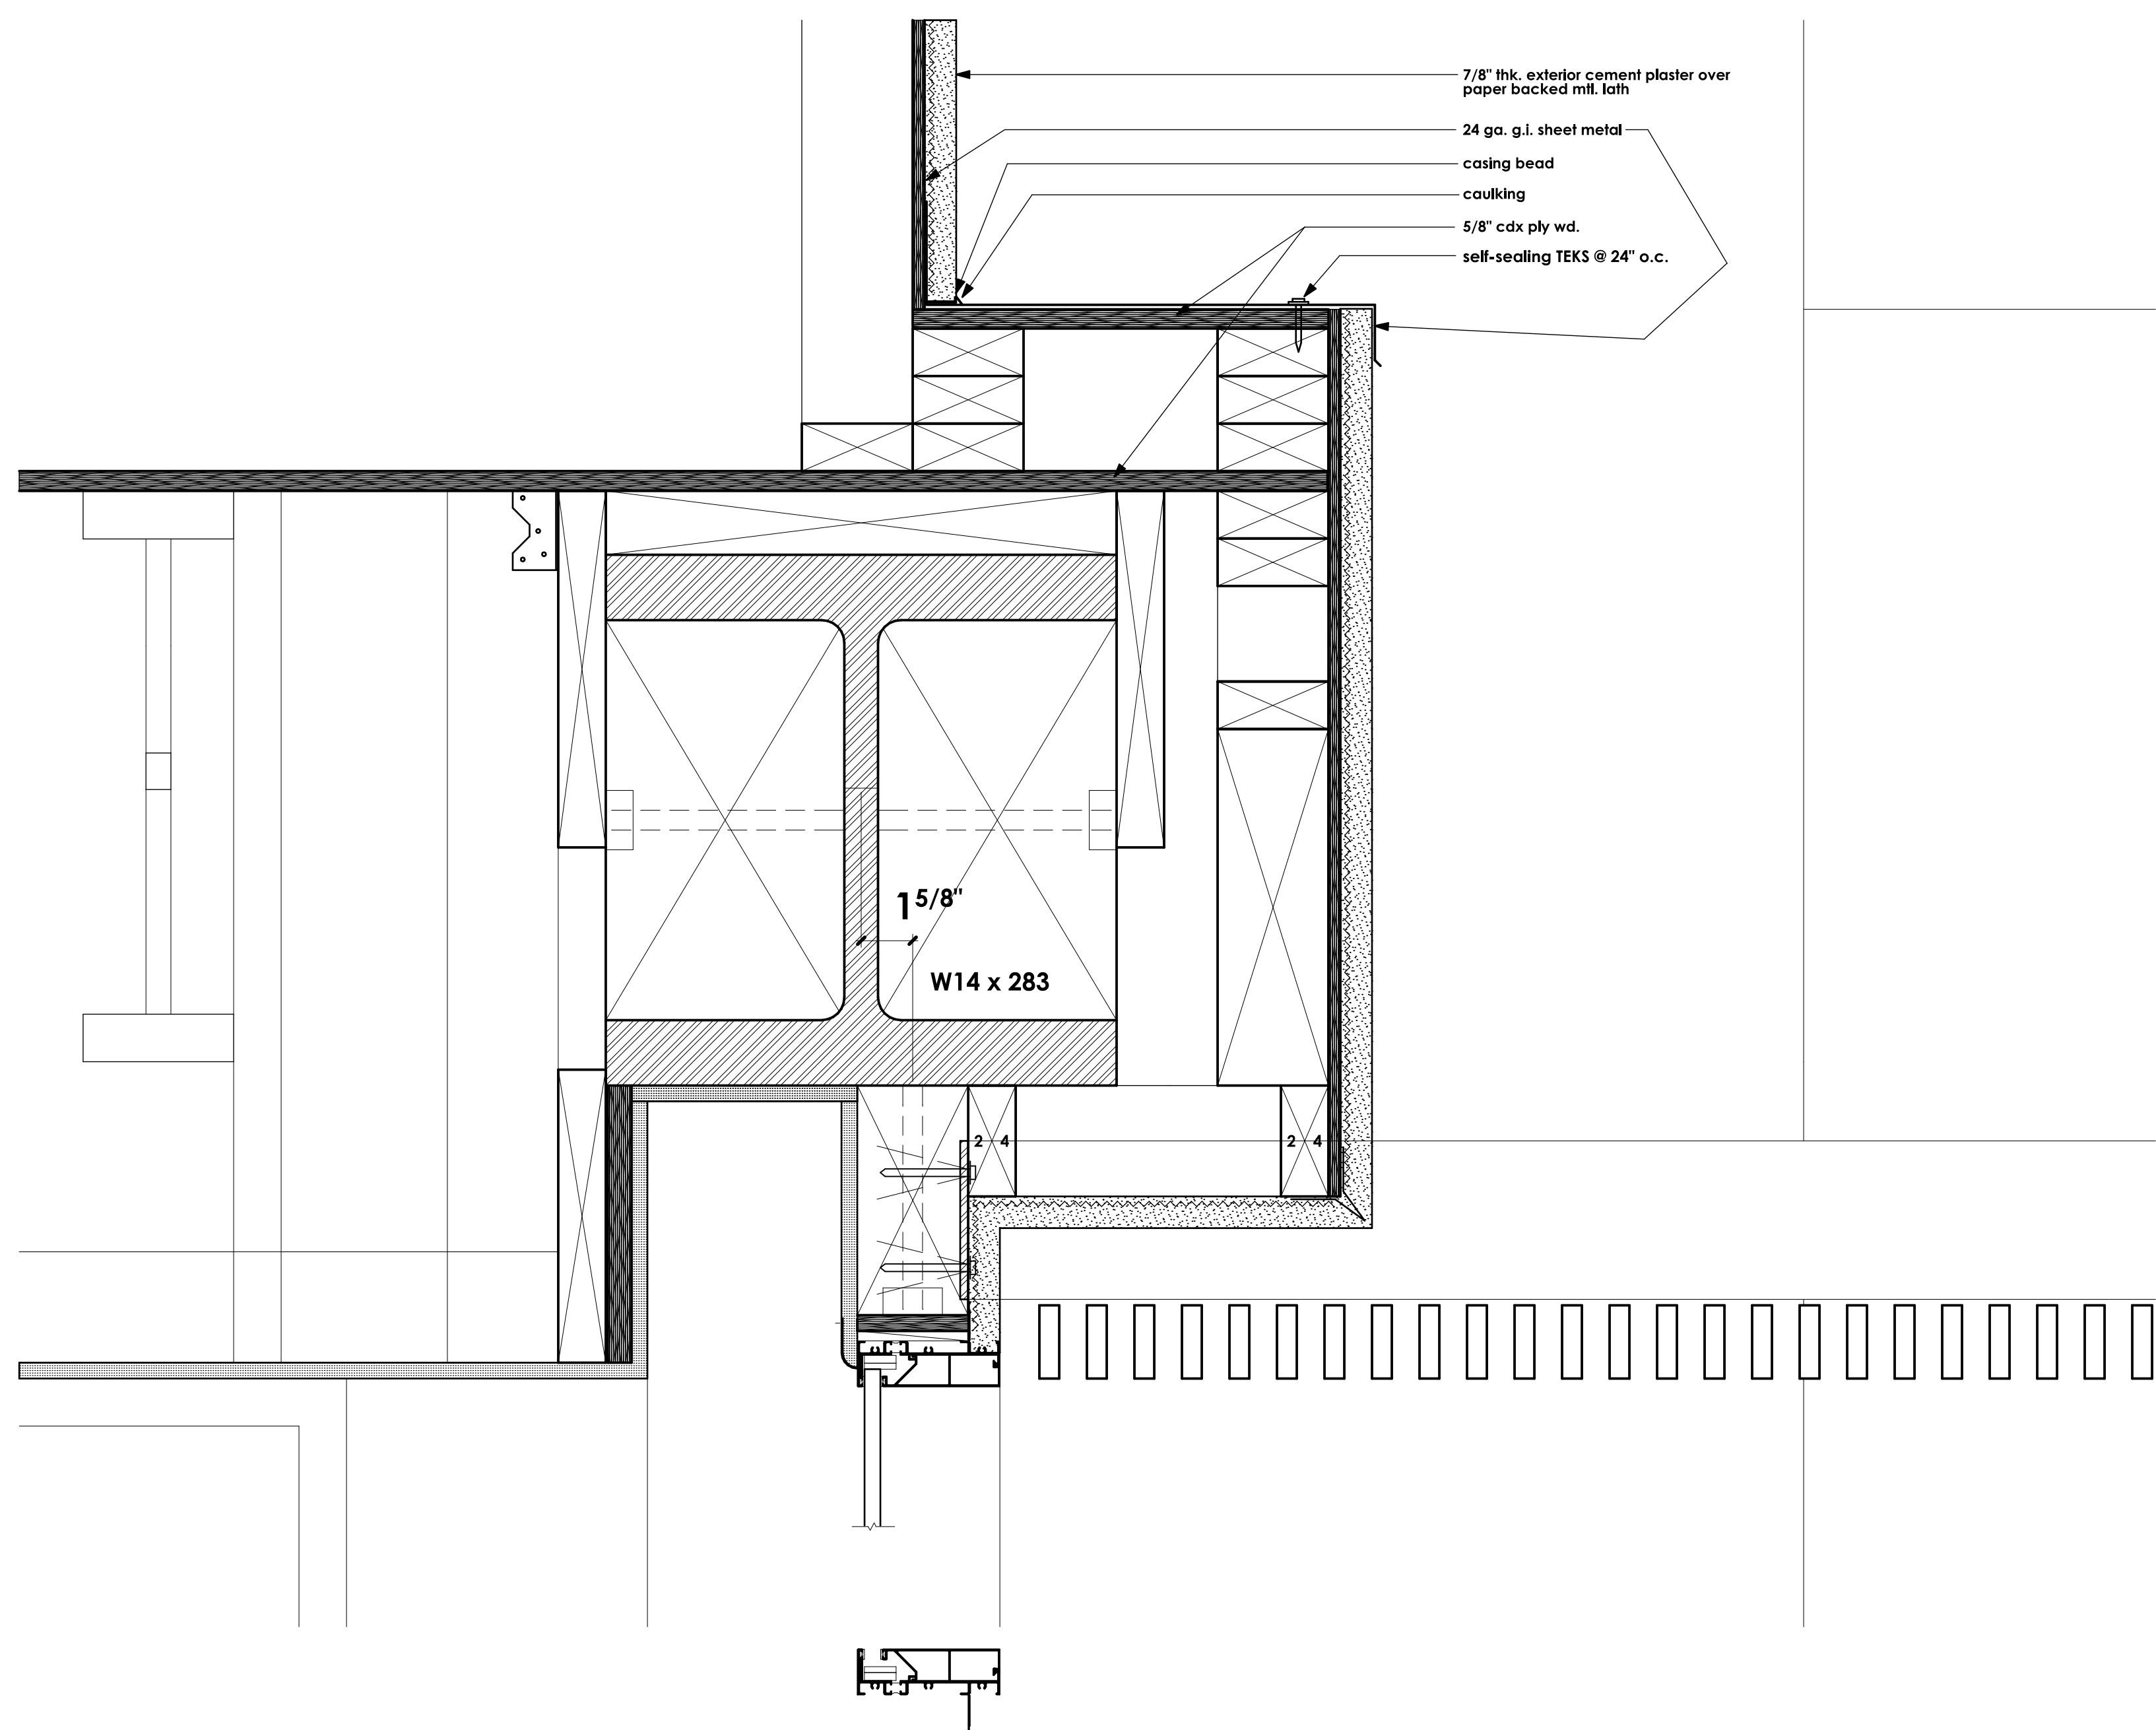 7/8" thk. exterior cement plaster over
paper backed mtl. lath
24 ga. g.i. sheet metal
casing bead
caulking
5/8" cdx ply wd.
self-sealing TEKS @ 24" o.c.
1 5/8"
W14 x 283
2 4
2 4